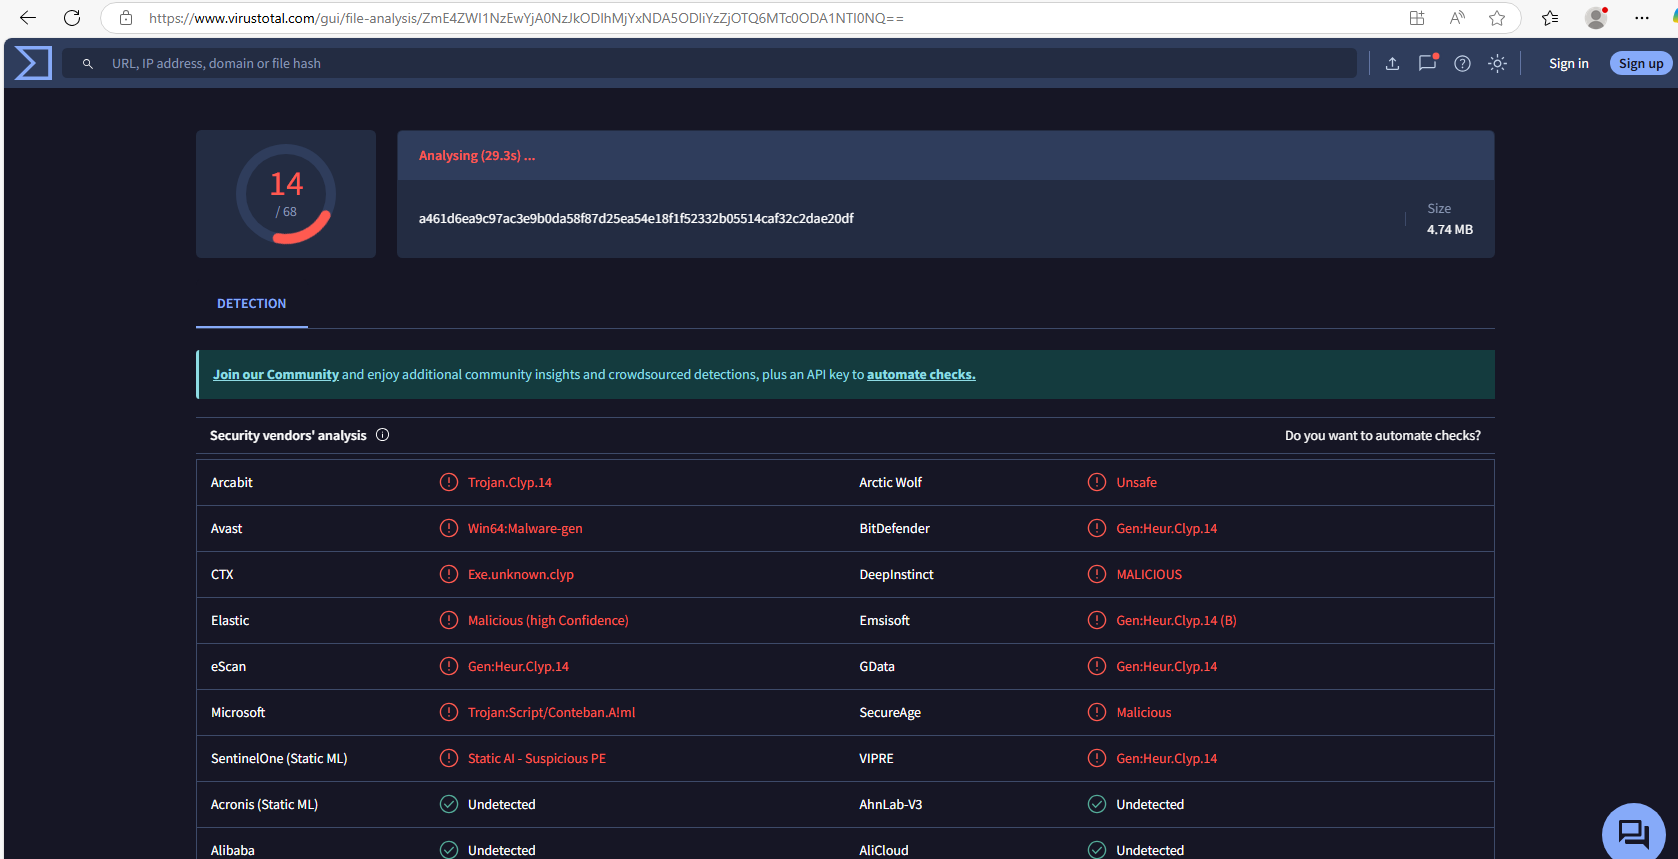 https://www.virustotal.com/gui/file-analysis/ZmE4ZWI1NzEwYjA0NzJkODlhMjYxNDA5ODliYzZjOTQ6MTc0ODA1NTI0NQ==
URL, IP address, domain or file hash
Sign in
Sign up
14
/ 68
Analysing (29.3s) ...
a461d6ea9c97ac3e9b0da58f87d25ea54e18f1f52332b05514caf32c2dae20df
Size
4.74 MB
DETECTION
Join our Community and enjoy additional community insights and crowdsourced detections, plus an API key to automate checks.
Security vendors' analysis
Do you want to automate checks?
Arcabit Trojan.Clyp.14 Arctic Wolf Unsafe
Avast Win64:Malware-gen BitDefender Gen:Heur.Clyp.14
CTX Exe.unknown.clyp DeepInstinct MALICIOUS
Elastic Malicious (high Confidence) Emsisoft Gen:Heur.Clyp.14 (B)
eScan Gen:Heur.Clyp.14 GData Gen:Heur.Clyp.14
Microsoft Trojan:Script/Conteban.A!ml SecureAge Malicious
SentinelOne (Static ML) Static AI - Suspicious PE VIPRE Gen:Heur.Clyp.14
Acronis (Static ML) Undetected AhnLab-V3 Undetected
Alibaba Undetected AliCloud Undetected